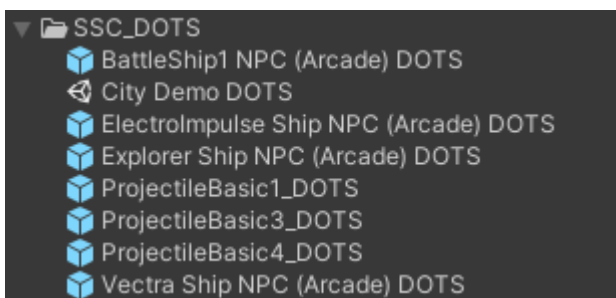 SSC_DOTS
BattleShip1 NPC (Arcade) DOTS
City Demo DOTS
ElectroImpulse Ship NPC (Arcade) DOTS
Explorer Ship NPC (Arcade) DOTS
ProjectileBasic1_DOTS
ProjectileBasic3_DOTS
ProjectileBasic4_DOTS
Vectra Ship NPC (Arcade) DOTS